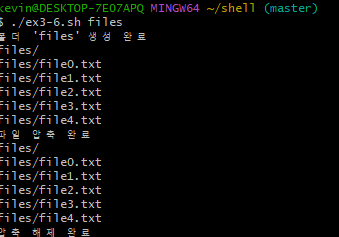 kevin@DESKTOP-7E07APQ MINGW64 ~/shell (master)
$ ./ex3-6.sh files
폴더 'files' 생성 완료
files/
files/file0.txt
files/file1.txt
files/file2.txt
files/file3.txt
files/file4.txt
파일 압축 완료
files/
files/file0.txt
files/file1.txt
files/file2.txt
files/file3.txt
files/file4.txt
압축 해제 완료